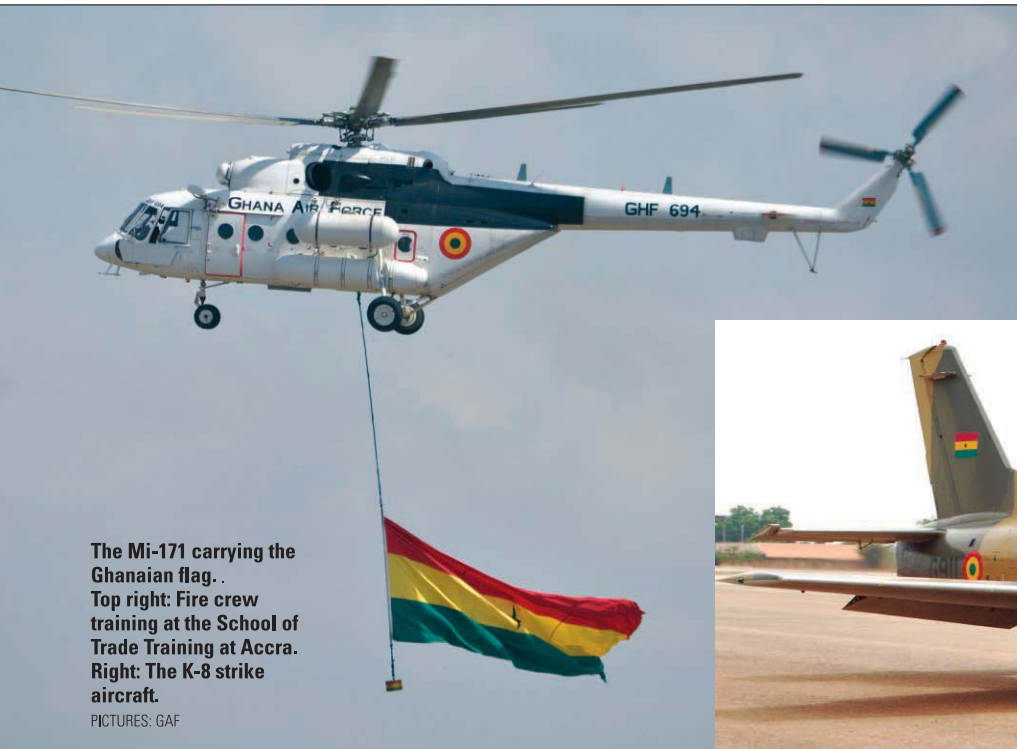 GHANA AIR FORCE
GHF 694
The Mi-171 carrying the
Ghanaian flag. .
Top right: Fire crew
training at the School of
Trade Training at Accra.
Right: The K-8 strike
aircraft.
PICTURES: GAF